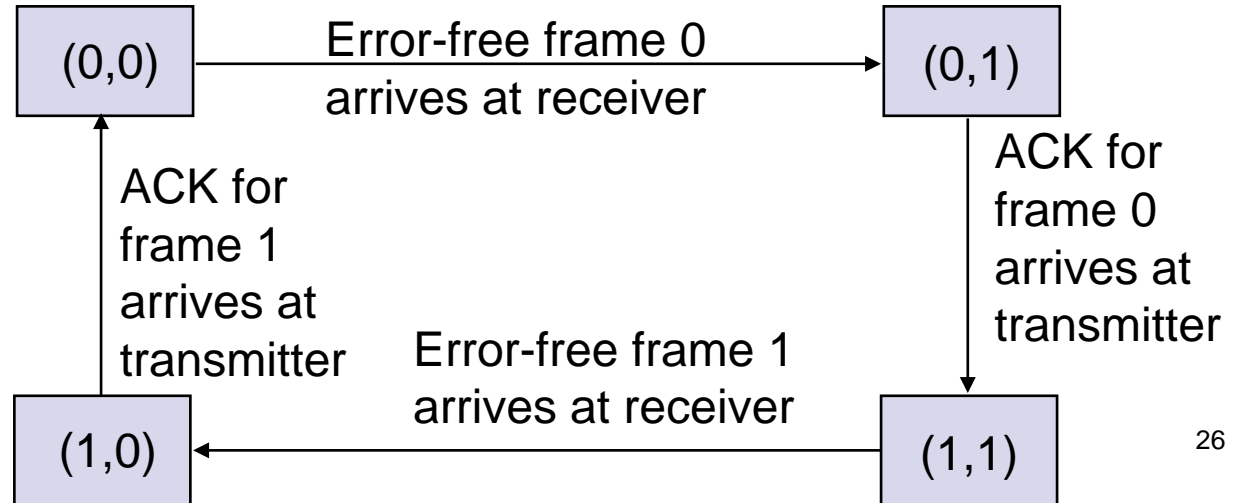 (0,0)
Error-free frame 0
arrives at receiver
(0,1)
ACK for
frame 1
arrives at
transmitter
ACK for
frame 0
arrives at
transmitter
Error-free frame 1
arrives at receiver
(1,0)
(1,1)
26